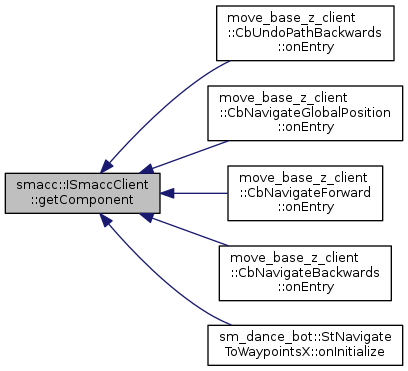 move_base_z_client
::CbUndoPathBackwards
::onEntry
move_base_z_client
::CbNavigateGlobalPosition
::onEntry
smacc::ISmaccClient
::getComponent
move_base_z_client
::CbNavigateForward
::onEntry
move_base_z_client
::CbNavigateBackwards
::onEntry
sm_dance_bot::StNavigate
ToWaypointsX::onInitialize